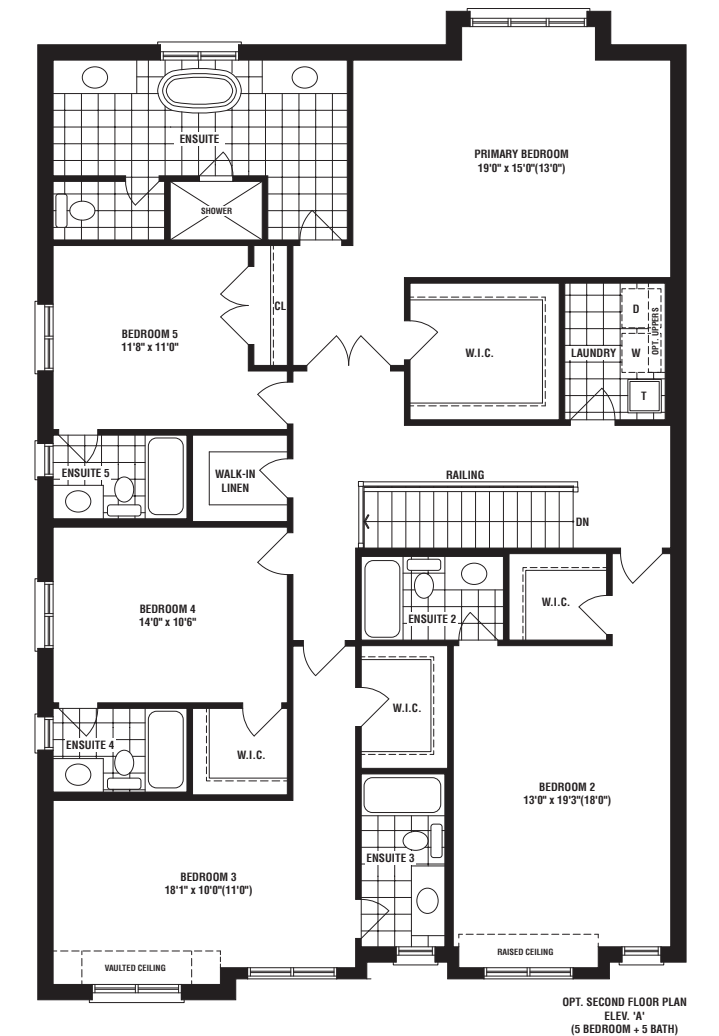 ENSUITE
PRIMARY BEDROOM
19'0" x 15'0"(13'0")
SHOWER
CL
BEDROOM 5
11'8" x 11'0"
W.I.C.
LAUNDRY
D
W
OPT. UPPERS
T
ENSUITE 5
WALK-IN
LINEN
RAILING
DN
BEDROOM 4
14'0" x 10'6"
ENSUITE 2
W.I.C.
ENSUITE 4
W.I.C.
W.I.C.
BEDROOM 2
13'0" x 19'3"(18'0")
ENSUITE 3
BEDROOM 3
18'1" x 10'0"(11'0")
VAULTED CEILING
RAISED CEILING
OPT. SECOND FLOOR PLAN
ELEV. 'A'
(5 BEDROOM + 5 BATH)